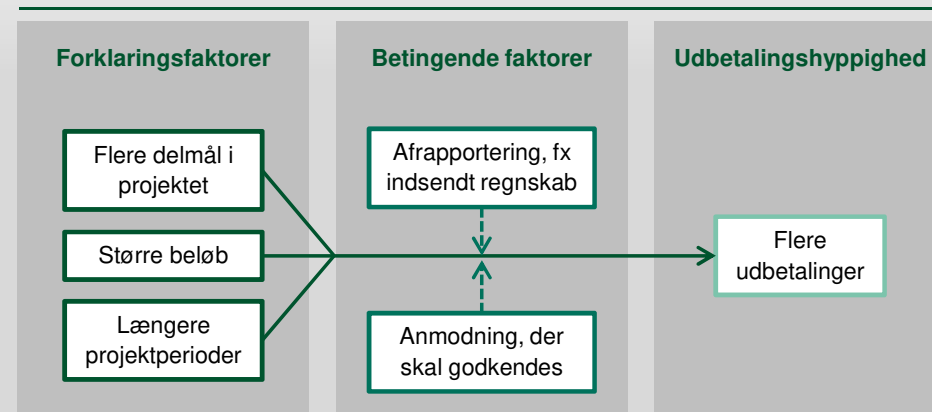 Forklaringsfaktorer
Betingende faktorer
Udbetalingshyppighed
Flere delmål i
projektet
Større beløb
Længere
projektperioder
Afrapportering, fx
indsendt regnskab
Anmodning, der
skal godkendes
Flere
udbetalinger